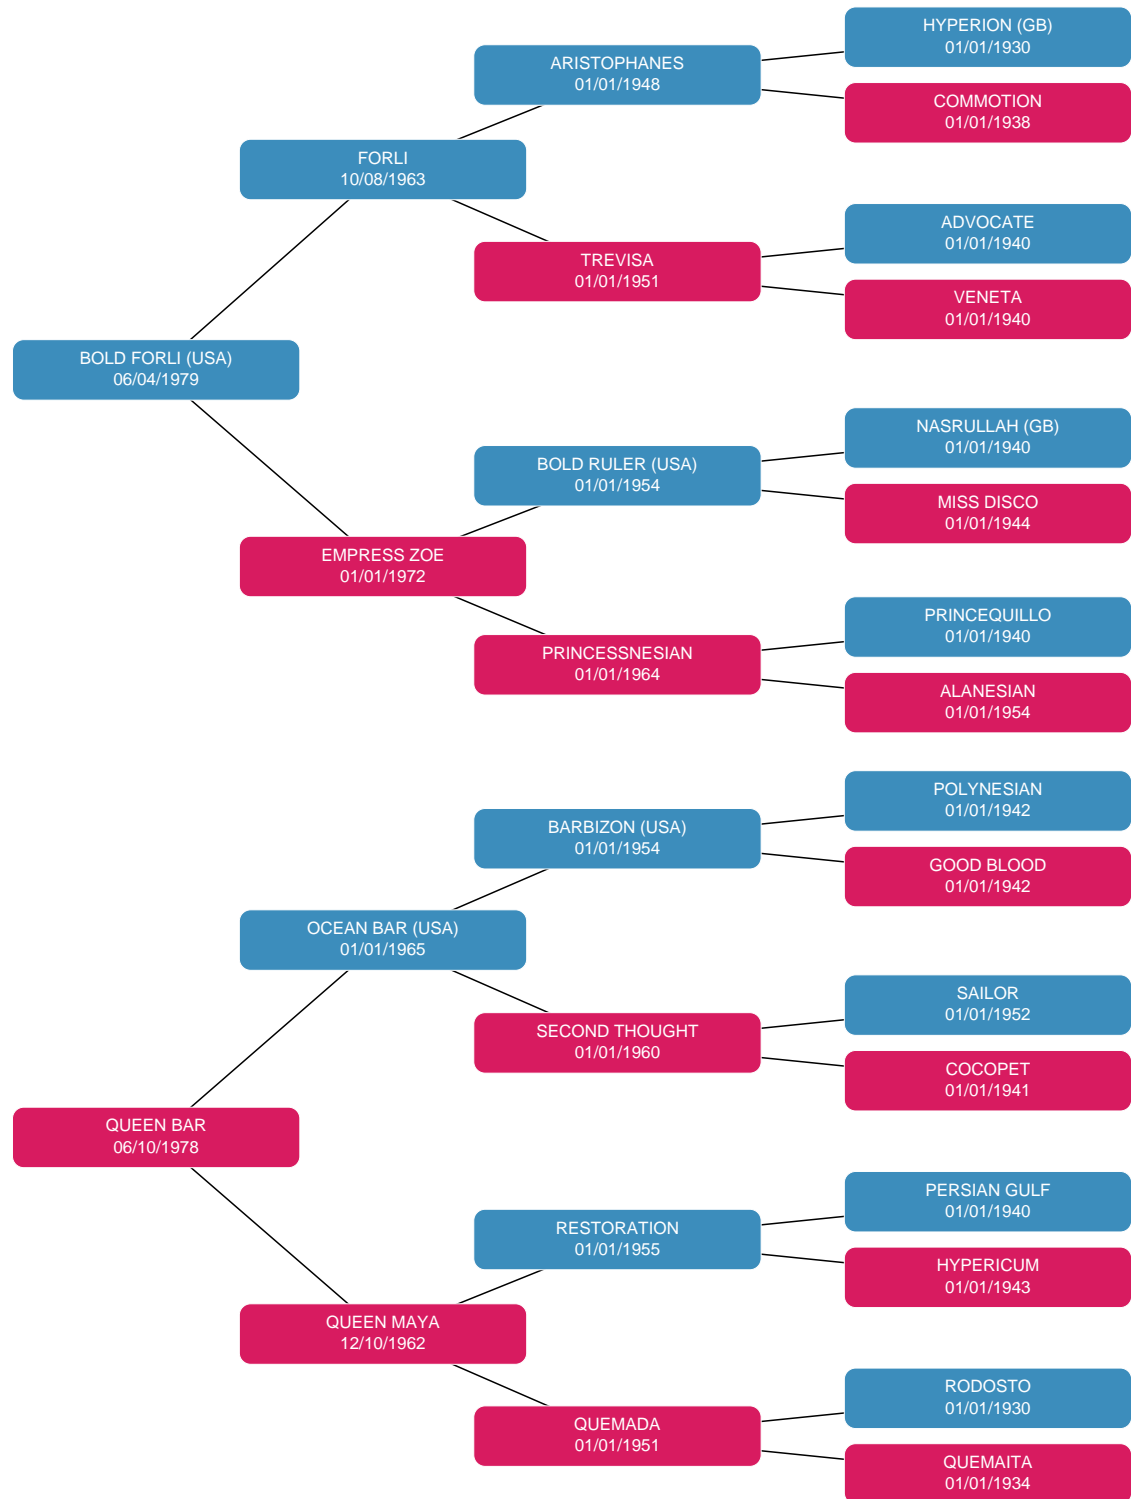 HYPERION (GB)
01/01/1930
ARISTOPHANES
01/01/1948
COMMOTION
01/01/1938
FORLI
10/08/1963
ADVOCATE
01/01/1940
TREVISA
01/01/1951
VENETA
01/01/1940
BOLD FORLI (USA)
06/04/1979
NASRULLAH (GB)
01/01/1940
BOLD RULER (USA)
01/01/1954
MISS DISCO
01/01/1944
EMPRESS ZOE
01/01/1972
PRINCEQUILLO
01/01/1940
PRINCESSNESIAN
01/01/1964
ALANESIAN
01/01/1954
POLYNESIAN
01/01/1942
BARBIZON (USA)
01/01/1954
GOOD BLOOD
01/01/1942
OCEAN BAR (USA)
01/01/1965
SAILOR
01/01/1952
SECOND THOUGHT
01/01/1960
COCOPET
01/01/1941
QUEEN BAR
06/10/1978
PERSIAN GULF
01/01/1940
RESTORATION
01/01/1955
HYPERICUM
01/01/1943
QUEEN MAYA
12/10/1962
RODOSTO
01/01/1930
QUEMADA
01/01/1951
QUEMAITA
01/01/1934